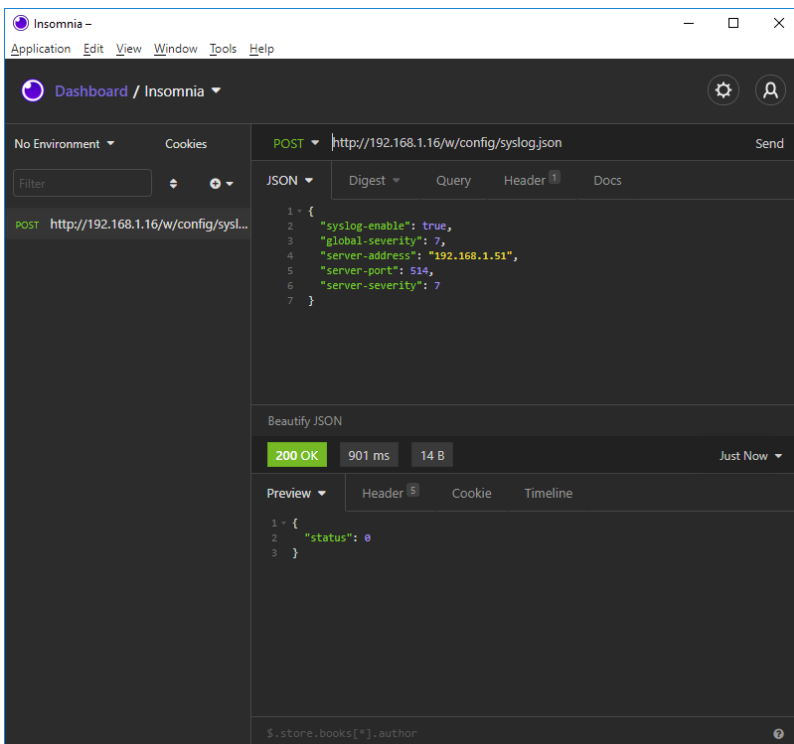 Insomnia –
Application Edit View Window Tools Help
Dashboard / Insomnia
No Environment Cookies
POST http://192.168.1.16/w/config/syslog.json Send
Filter
JSON Digest Query Header 1 Docs
POST http://192.168.1.16/w/config/sysl...
1 {
2 "syslog-enable": true,
3 "global-severity": 7,
4 "server-address": "192.168.1.51",
5 "server-port": 514,
6 "server-severity": 7
7 }
Beautify JSON
200 OK 901 ms 14 B Just Now
Preview Header 5 Cookie Timeline
1 {
2 "status": 0
3 }
$.store.books[*].author